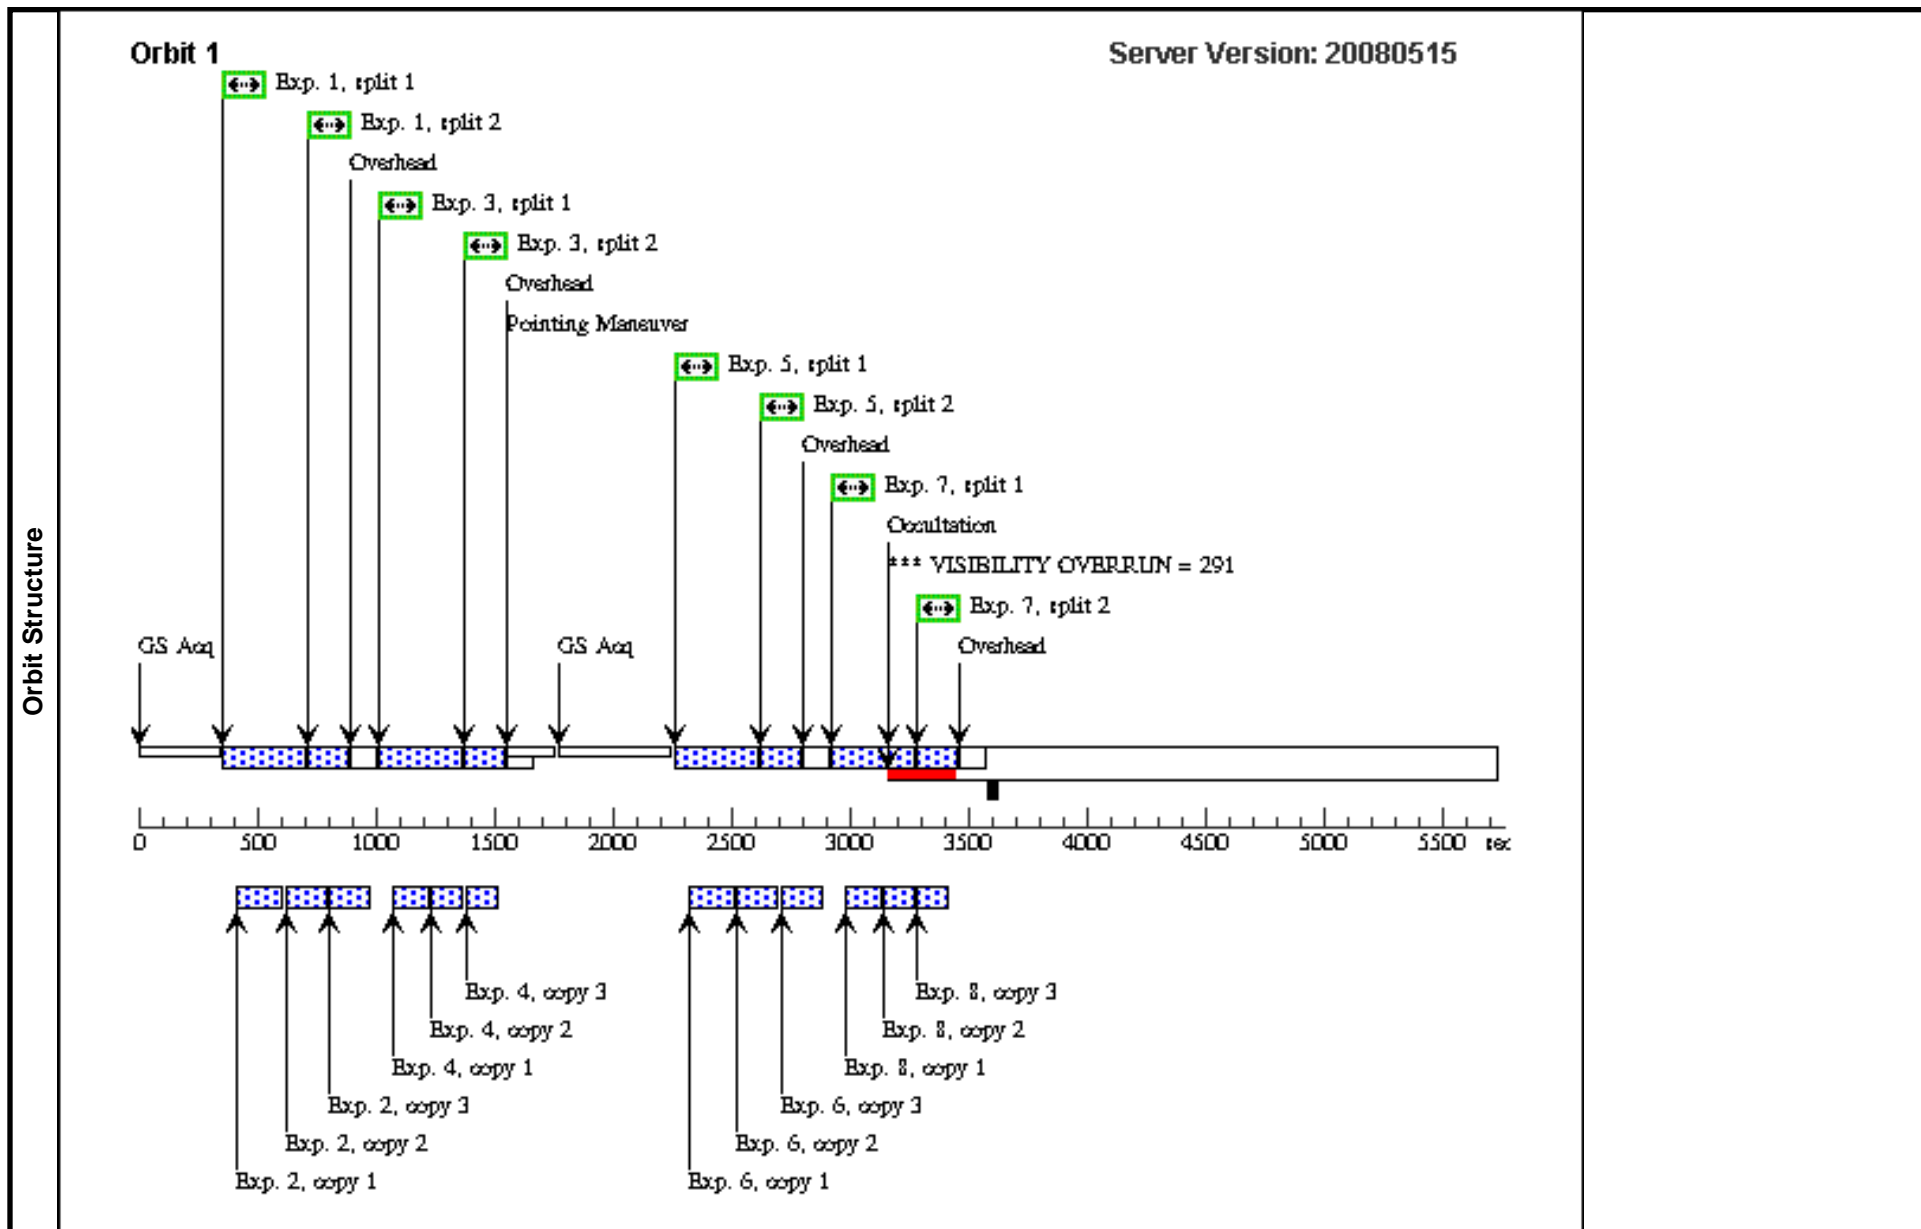 Orbit 1 Server Version: 20080515
Exp. 1, split 1
Exp. 1, split 2
Overhead
Exp. 3, split 1
Exp. 3, split 2
Overhead
Pointing Maneuver
Exp. 5, split 1
Exp. 5, split 2
Overhead
Exp. 7, split 1
Occultation
*** VISIBILITY OVERRUN = 291
Exp. 7, split 2
GS Acq GS Acq Overhead
Orbit Structure
0 500 1000 1500 2000 2500 3000 3500 4000 4500 5000 5500 sec
Exp. 4, copy 3 Exp. 8, copy 3
Exp. 4, copy 2 Exp. 8, copy 2
Exp. 4, copy 1 Exp. 8, copy 1
Exp. 2, copy 3 Exp. 6, copy 3
Exp. 2, copy 2 Exp. 6, copy 2
Exp. 2, copy 1 Exp. 6, copy 1